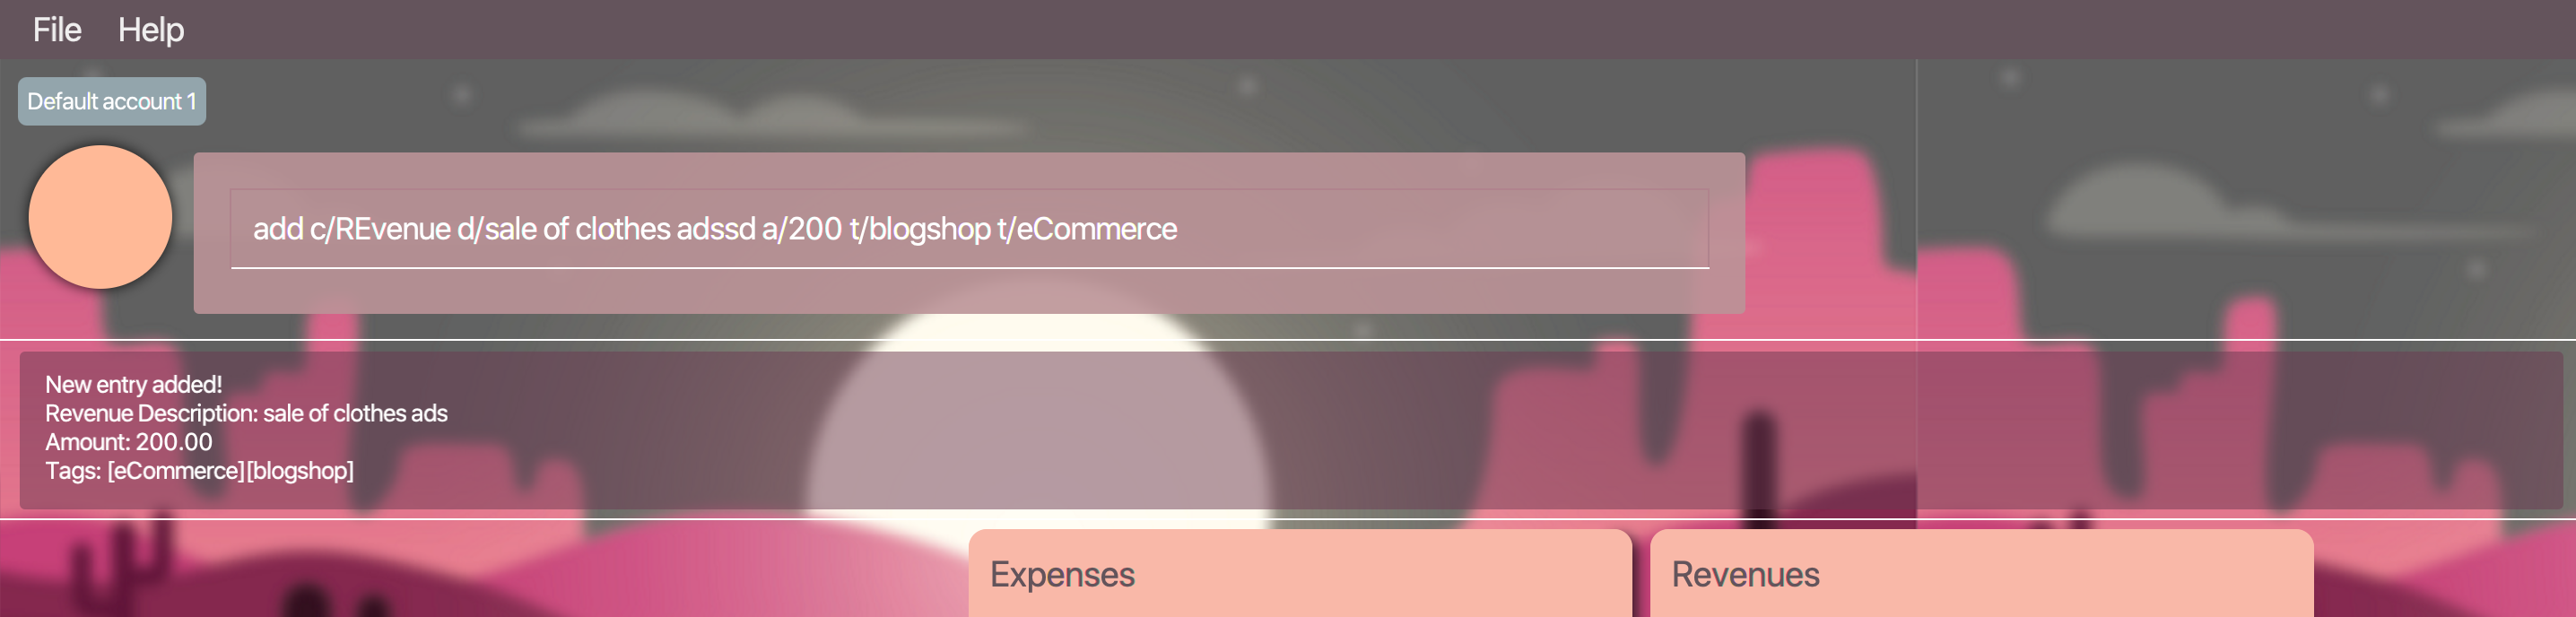 File Help
Default account 1
add c/REvenue d/sale of clothes adssd a/200 t/blogshop t/eCommerce
New entry added!
Revenue Description: sale of clothes ads
Amount: 200.00
Tags: [eCommerce][blogshop]
Expenses Revenues